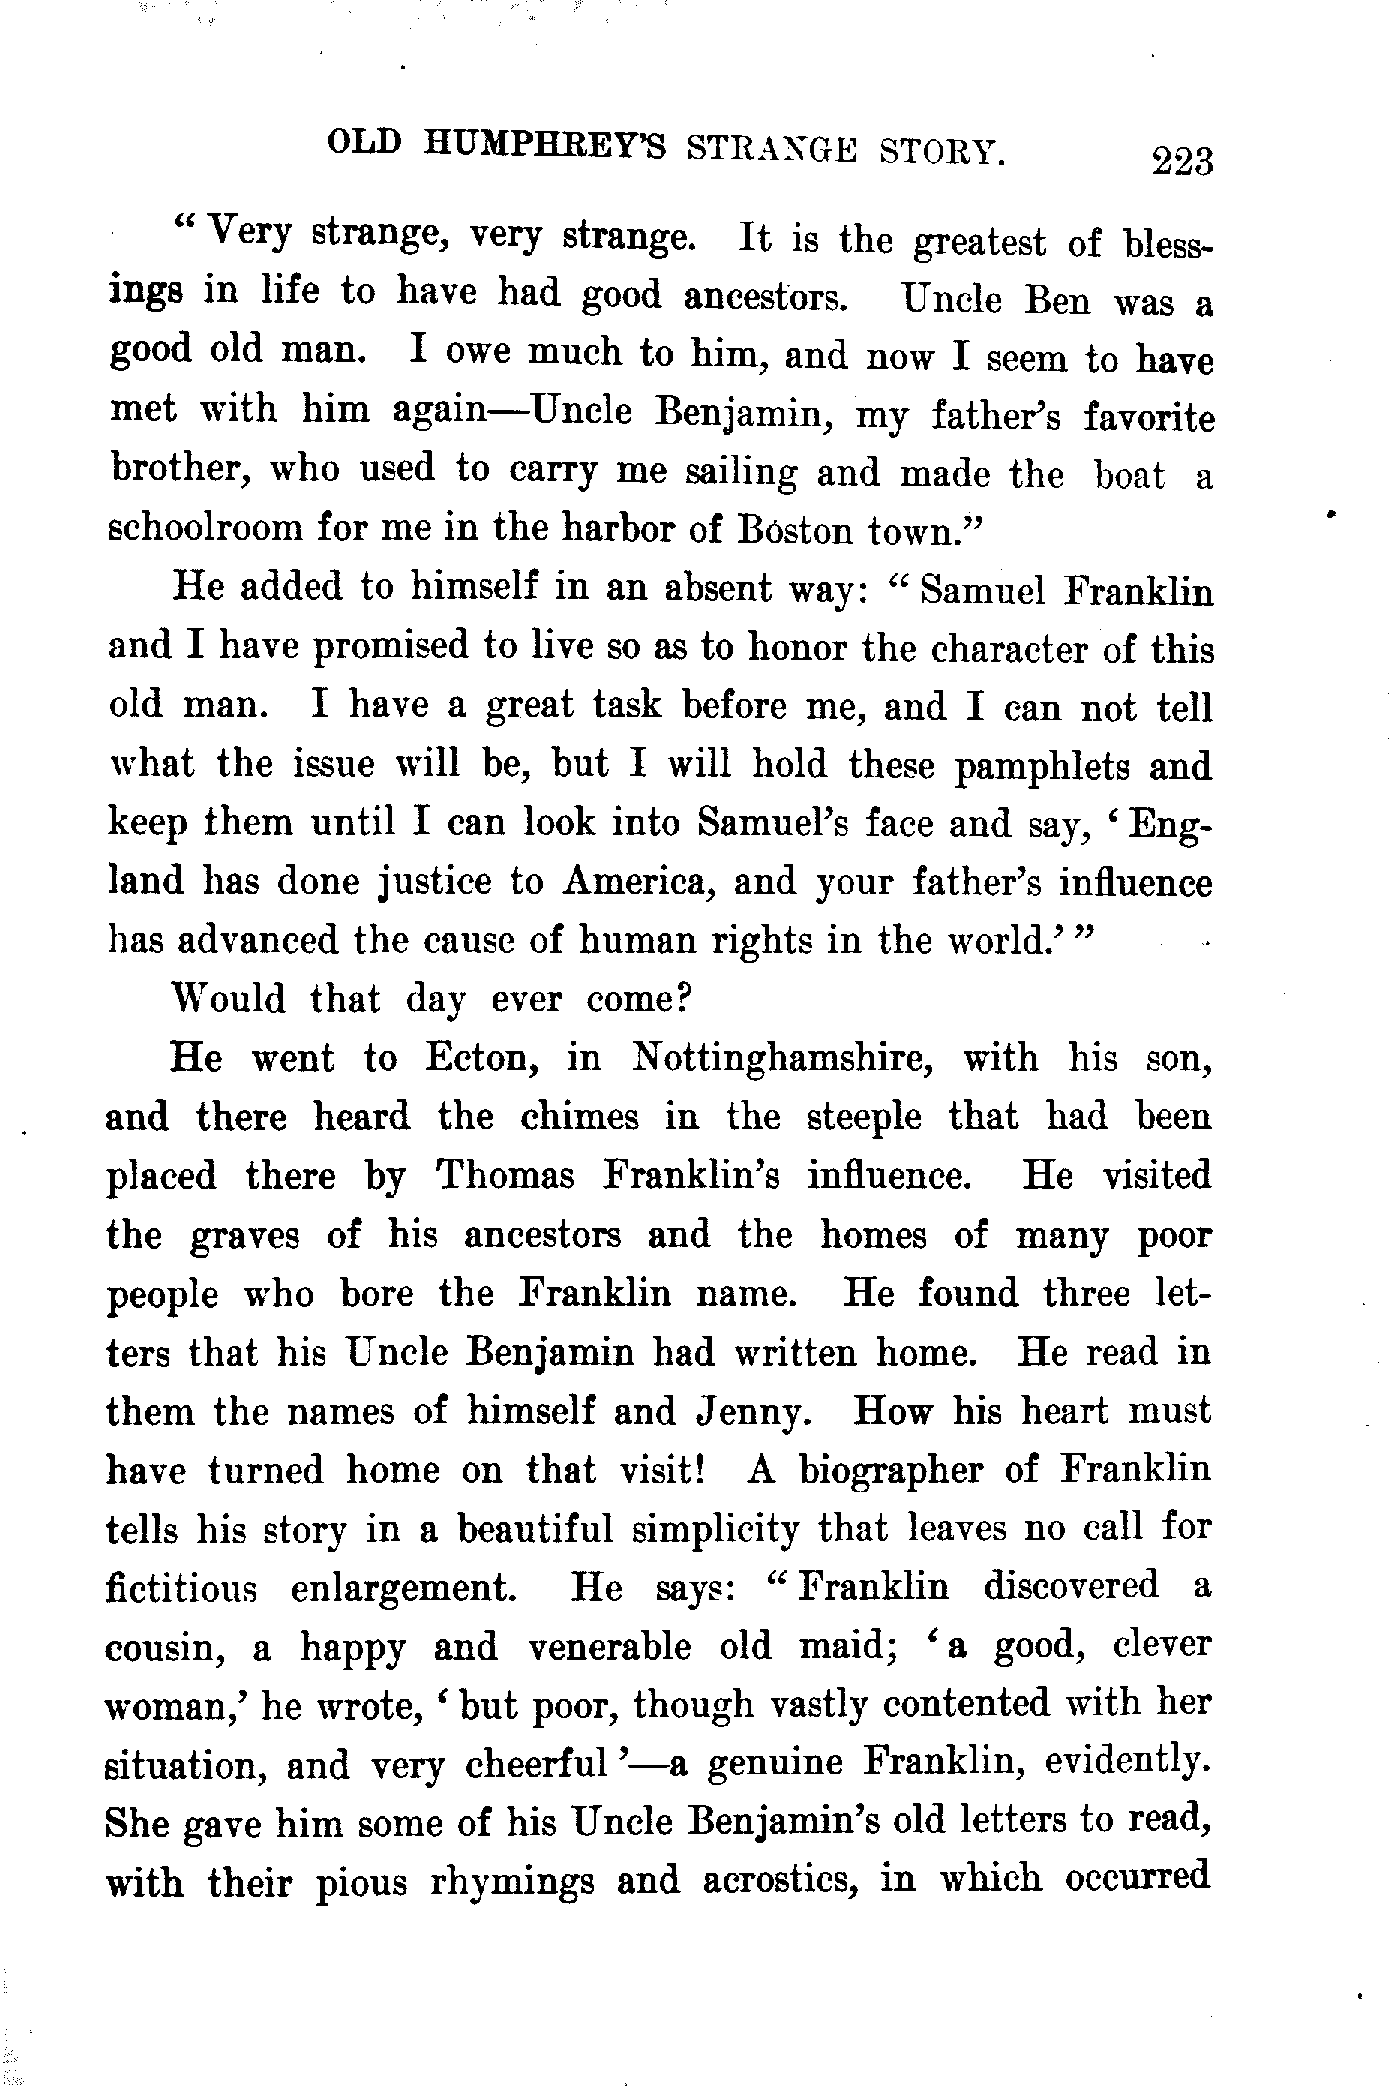 OLD HUMPHREY'S STRANGE STORY. 223
“ Very strange, very strange. It is the greatest of bless-
ings in life to have had good ancestors. Uncle Ben was a
good old man. I owe much to him, and now I seem to have
met with him again—Uncle Benjamin, my father's favorite
brother, who used to carry me sailing and made the boat a
schoolroom for me in the harbor of Boston town.”
He added to himself in an absent way: “ Samuel Franklin
and I have promised to live so as to honor the character of this
old man. I have a great task before me, and I can not tell
what the issue will be, but I will hold these pamphlets and
keep them until I can look into Samuel's face and say, ‘ Eng-
land has done justice to America, and your father's influence
has advanced the cause of human rights in the world.’ ”
Would that day ever come?
He went to Ecton, in Nottinghamshire, with his son,
and there heard the chimes in the steeple that had been
placed there by Thomas Franklin's influence. He visited
the graves of his ancestors and the homes of many poor
people who bore the Franklin name. He found three let-
ters that his Uncle Benjamin had written home. He read in
them the names of himself and Jenny. How his heart must
have turned home on that visit! A biographer of Franklin
tells his story in a beautiful simplicity that leaves no call for
fictitious enlargement. He says: “ Franklin discovered a
cousin, a happy and venerable old maid; ‘ a good, clever
woman,’ he wrote, ‘ but poor, though vastly contented with her
situation, and very cheerful ’—a genuine Franklin, evidently.
She gave him some of his Uncle Benjamin's old letters to read,
with their pious rhymings and acrostics, in which occurred